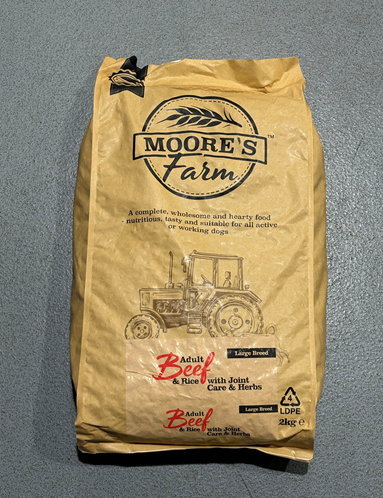 MOORE'S™
Farm
A complete, wholesome and hearty food
- nutritious, tasty and suitable for all active
or working dogs
Large Breed
Adult
Beef
& Rice with Joint
Care & Herbs
Large Breed
Adult
Beef
& Rice with Joint
Care & Herbs
4
LDPE
2kg e